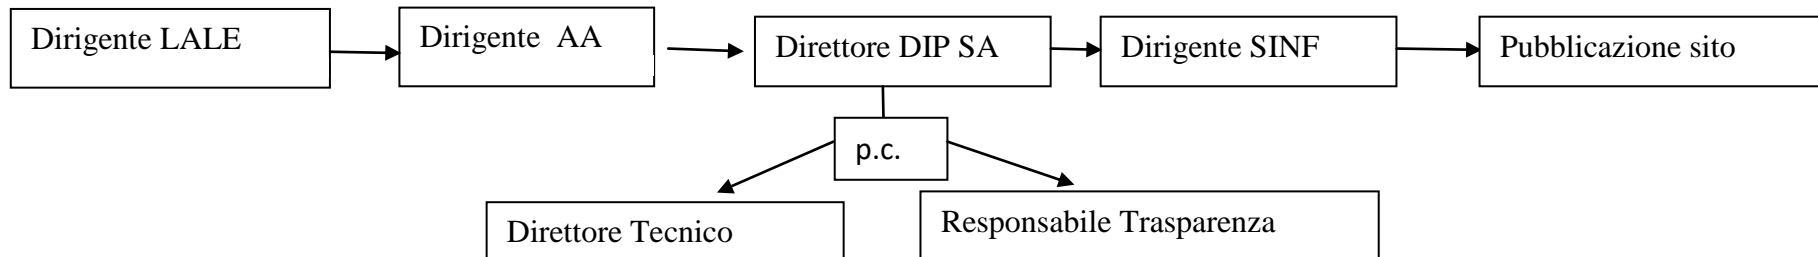 Dirigente LALE
Dirigente  AA
Direttore DIP SA
Dirigente SINF
Pubblicazione sito
p.c.
Direttore Tecnico
Responsabile Trasparenza